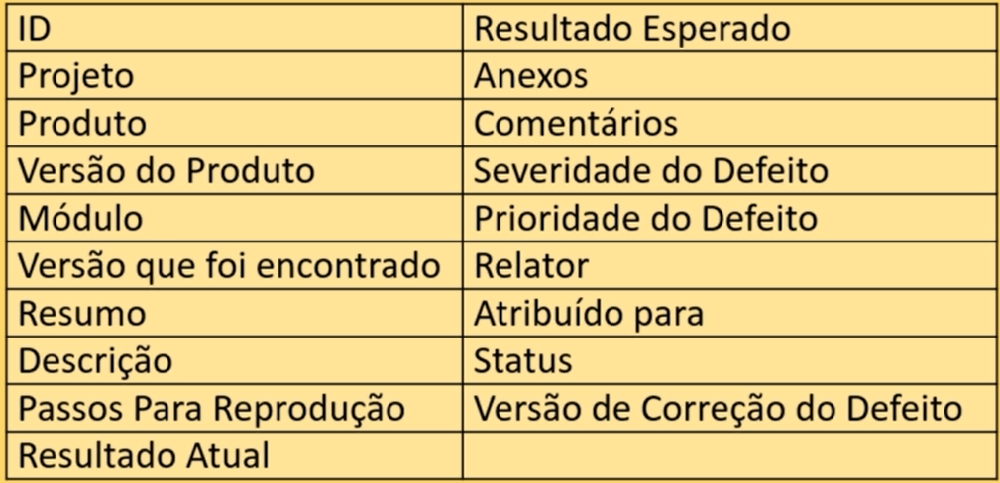 ID
Resultado Esperado
Projeto
Anexos
Produto
Comentários
Versão do Produto
Severidade do Defeito
Módulo
Prioridade do Defeito
Versão que foi encontrado
Relator
Resumo
Atribuído para
Descrição
Status
Passos Para Reprodução
Versão de Correção do Defeito
Resultado Atual